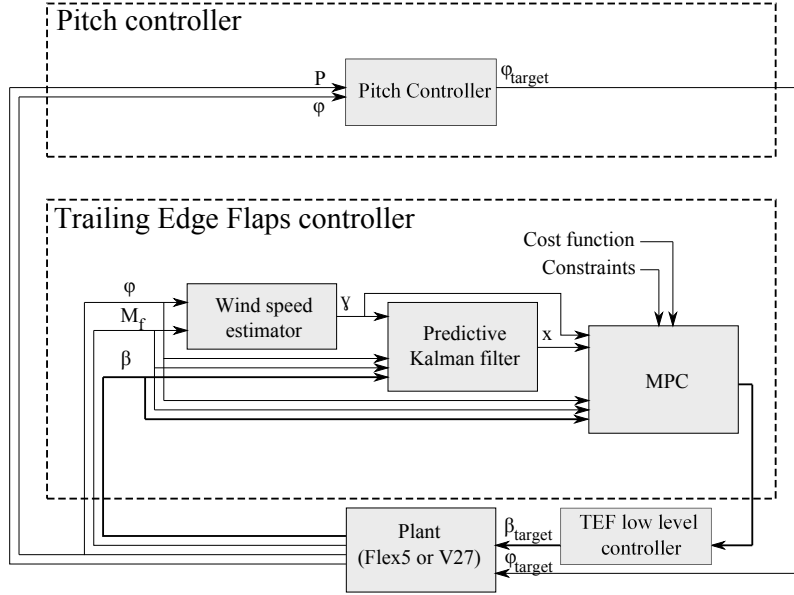 Pitch controller
P
φ
Pitch Controller
φtarget
Trailing Edge Flaps controller
Cost function
Constraints
φ
Mf
β
Wind speed
estimator
ɣ
Predictive
Kalman filter
x
MPC
Plant
(Flex5 or V27)
βtarget
φtarget
TEF low level
controller